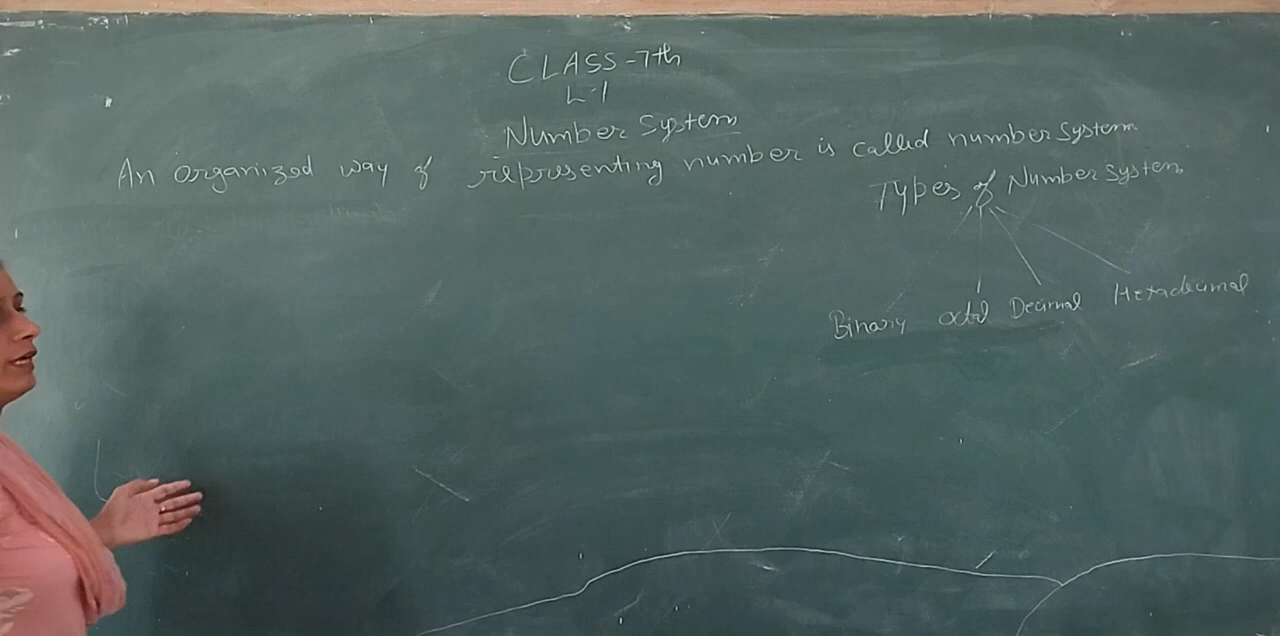 CLASS-7th
L-1
Number System
An organized way of representing number is called number System
Types of Number System
Binary octal Decimal Hexadecimal